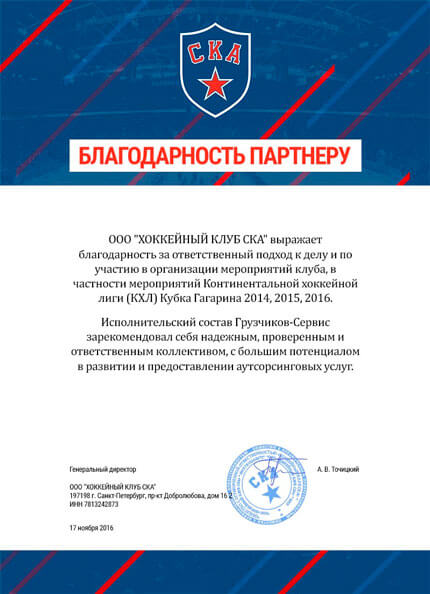 СКА
БЛАГОДАРНОСТЬ ПАРТНЕРУ
ООО "ХОККЕЙНЫЙ КЛУБ СКА" выражает
благодарность за ответственный подход к делу и по
участию в организации мероприятий клуба, в
частности мероприятий Континентальной хоккейной
лиги (КХЛ) Кубка Гагарина 2014, 2015, 2016.
Исполнительский состав Грузчиков-Сервис
зарекомендовал себя надежным, проверенным и
ответственным коллективом, с большим потенциалом
в развитии и предоставлении аутсорсинговых услуг.
Генеральный директор
А. В. Точицкий
ООО "ХОККЕЙНЫЙ КЛУБ СКА"
197198 г. Санкт-Петербург, пр-кт Добролюбова, дом 16 2
ИНН 7813242873
СКА
17 ноября 2016